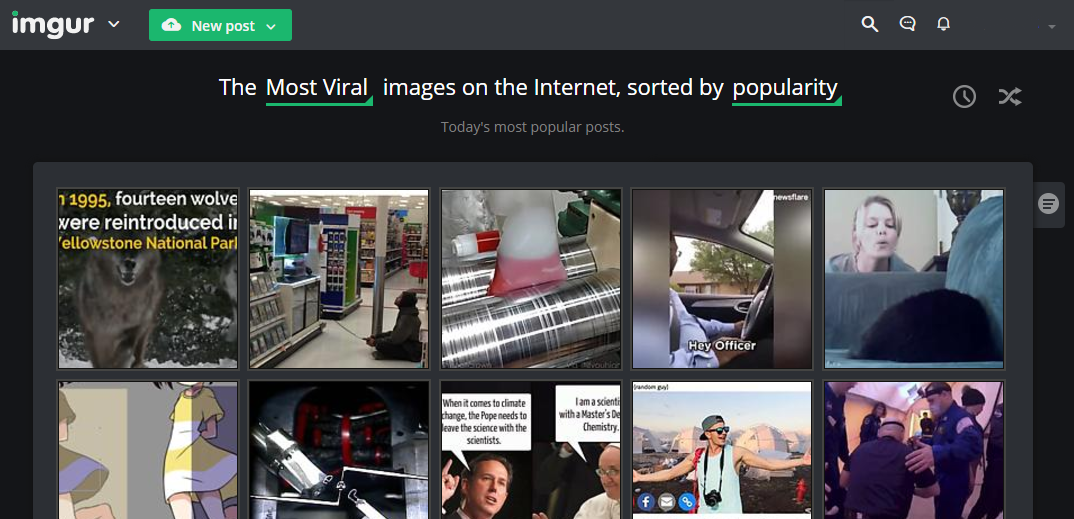 imgur
New post
The Most Viral images on the Internet, sorted by popularity
Today's most popular posts.
n 1995, fourteen wolve
were reintroduced i
Yellowstone National Par
newsflare
Hey Officer
When it comes to climate
change, the Pope needs to
leave the science with the
scientists.
I am a scienti
with a Master's De
Chemistry.
[random guy]